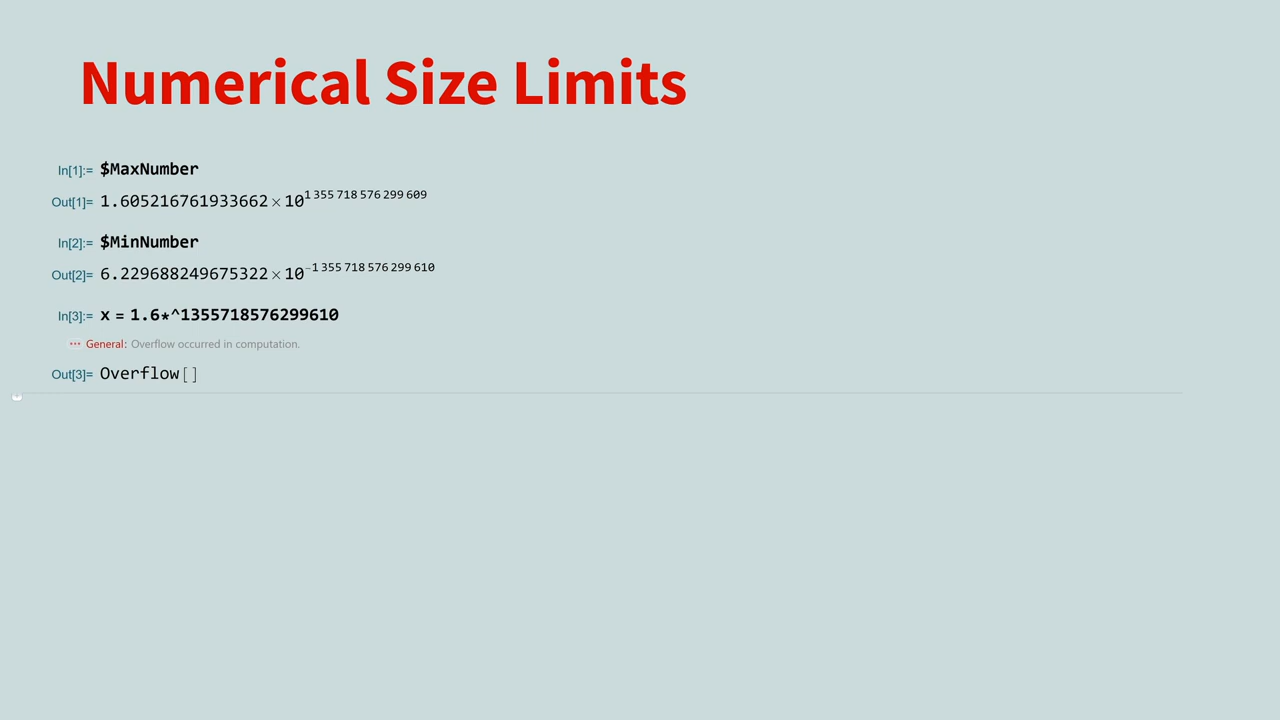 Numerical Size Limits
In[1]:= $MaxNumber
Out[1]= 1.605216761933662 × 10^1 355 718 576 299 609
In[2]:= $MinNumber
Out[2]= 6.229688249675322 × 10^-1 355 718 576 299 610
In[3]:= x = 1.6*^1355718576299610
··· General: Overflow occurred in computation.
Out[3]= Overflow[]